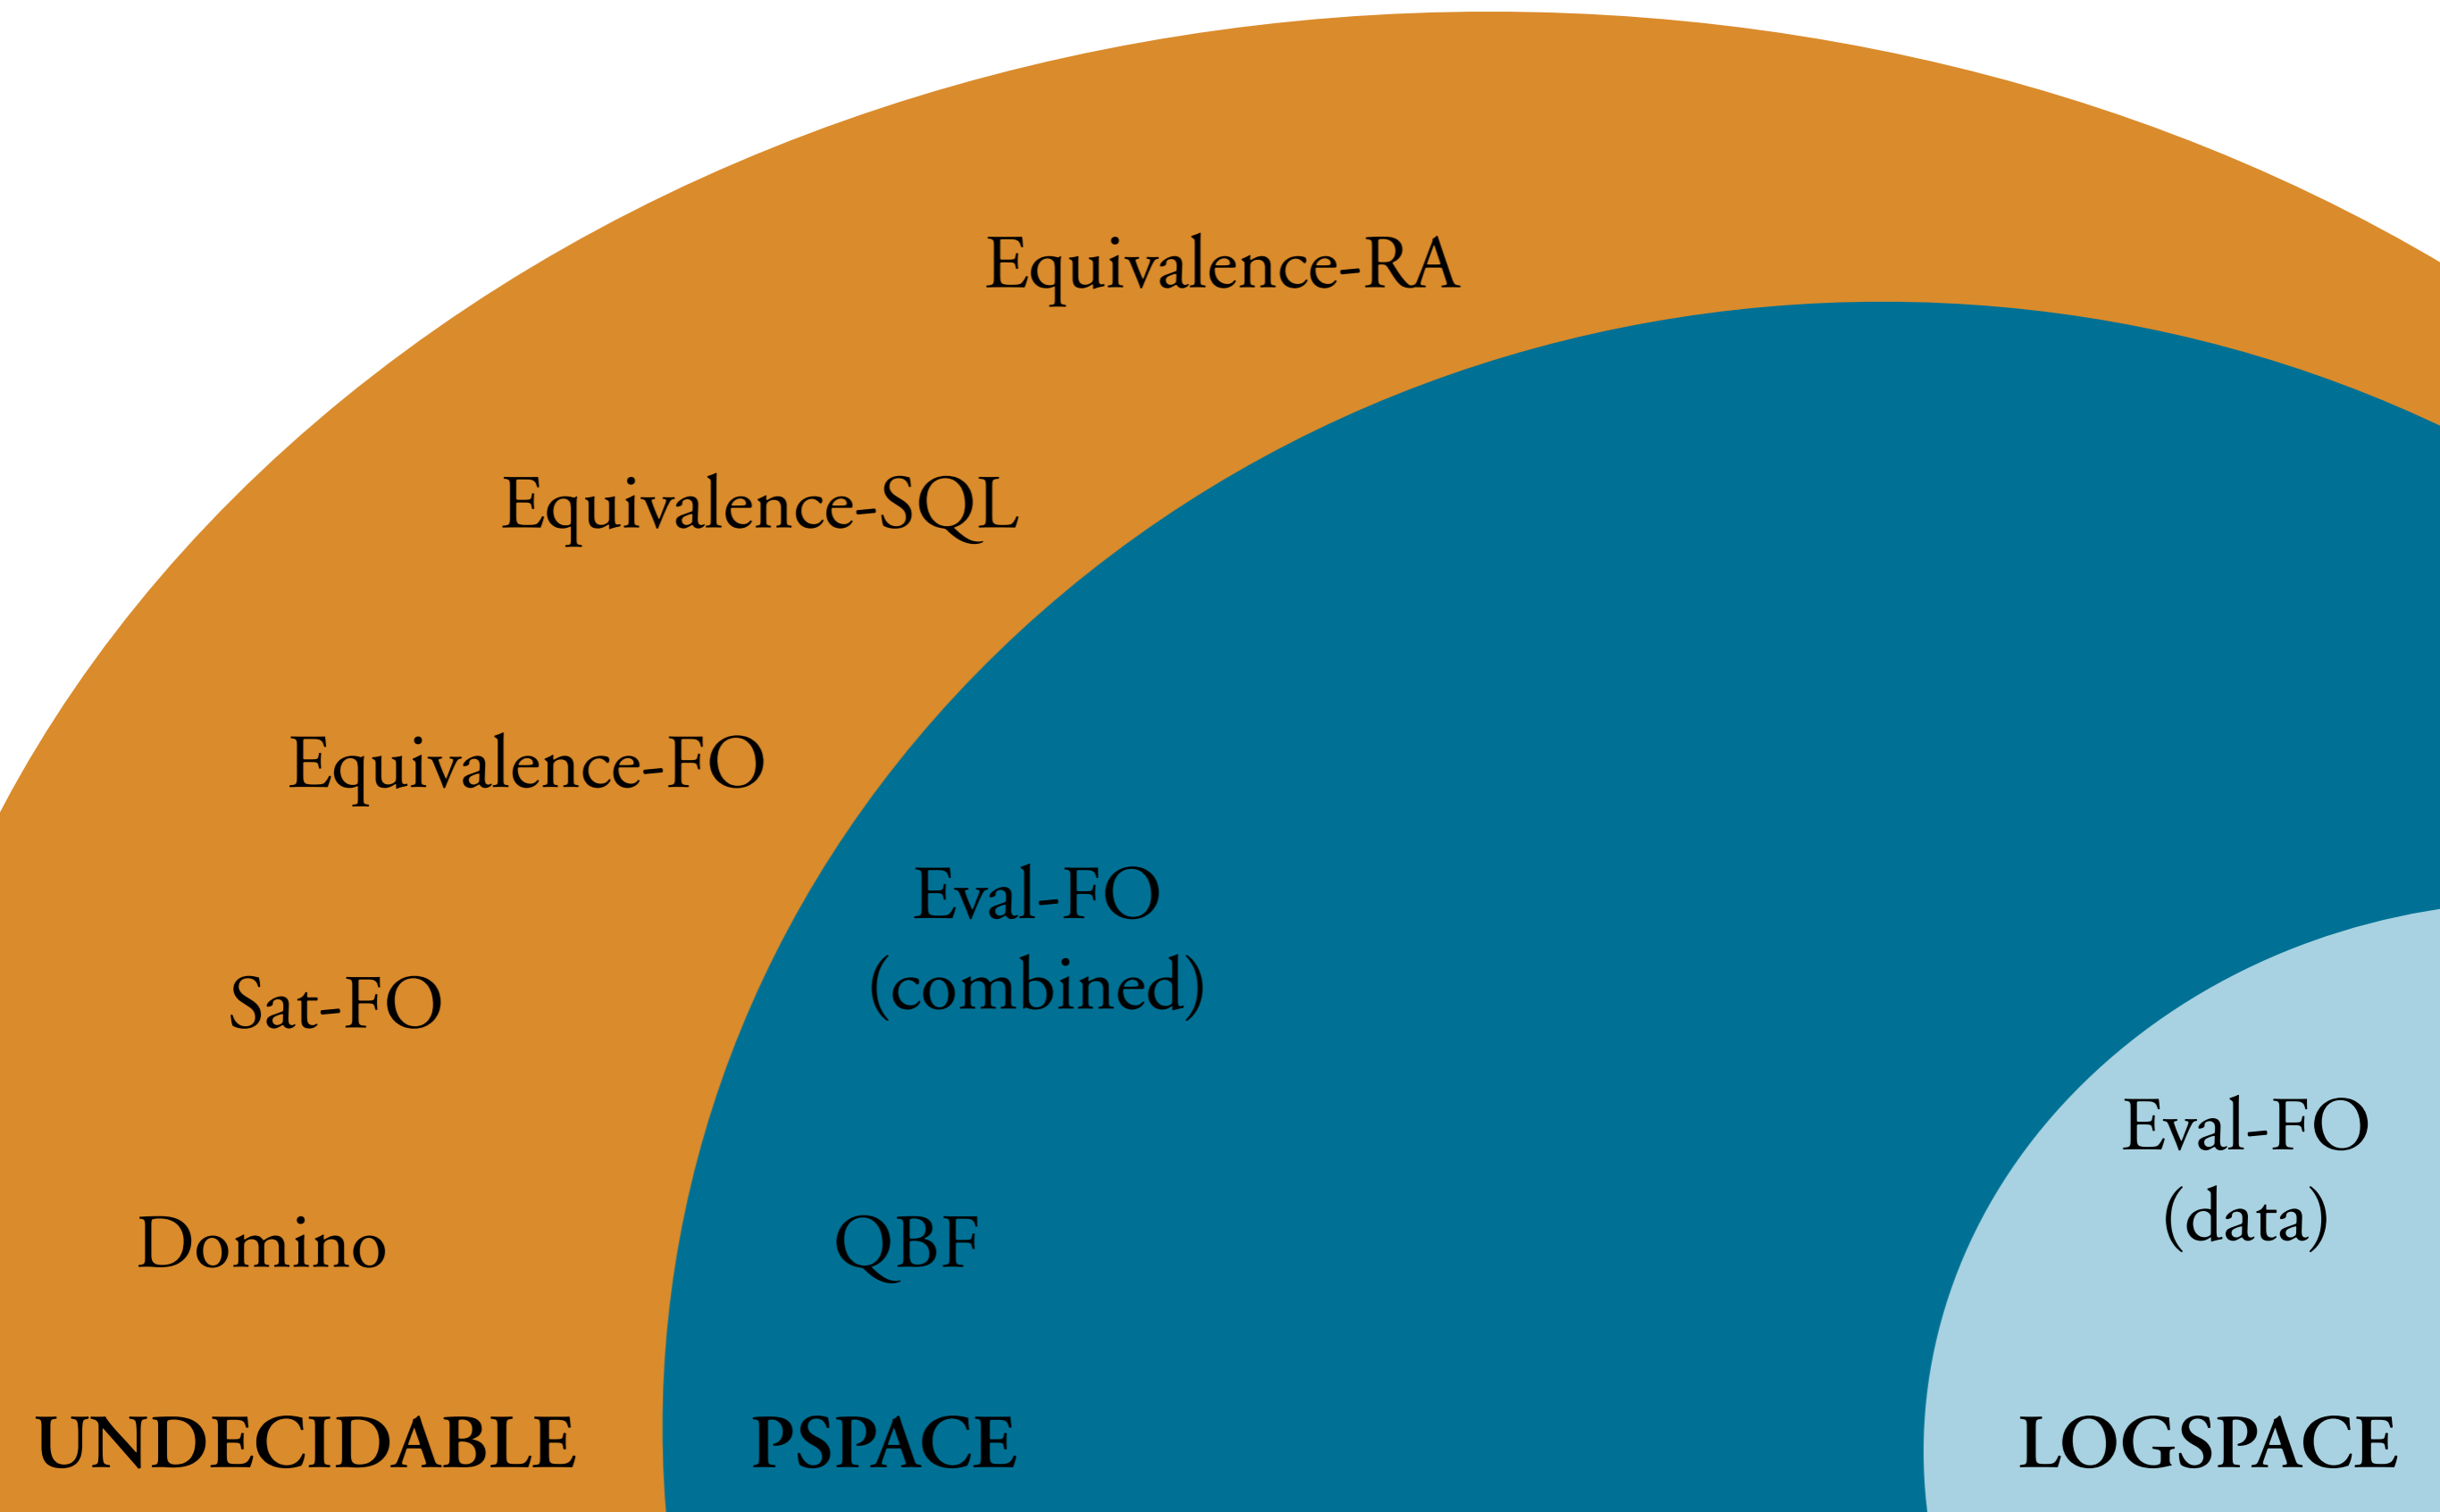 Equivalence-RA
Equivalence-SQL
Equivalence-FO
Eval-FO
(combined)
Sat-FO
Eval-FO
(data)
Domino
QBF
UNDECIDABLE
PSPACE
LOGSPACE